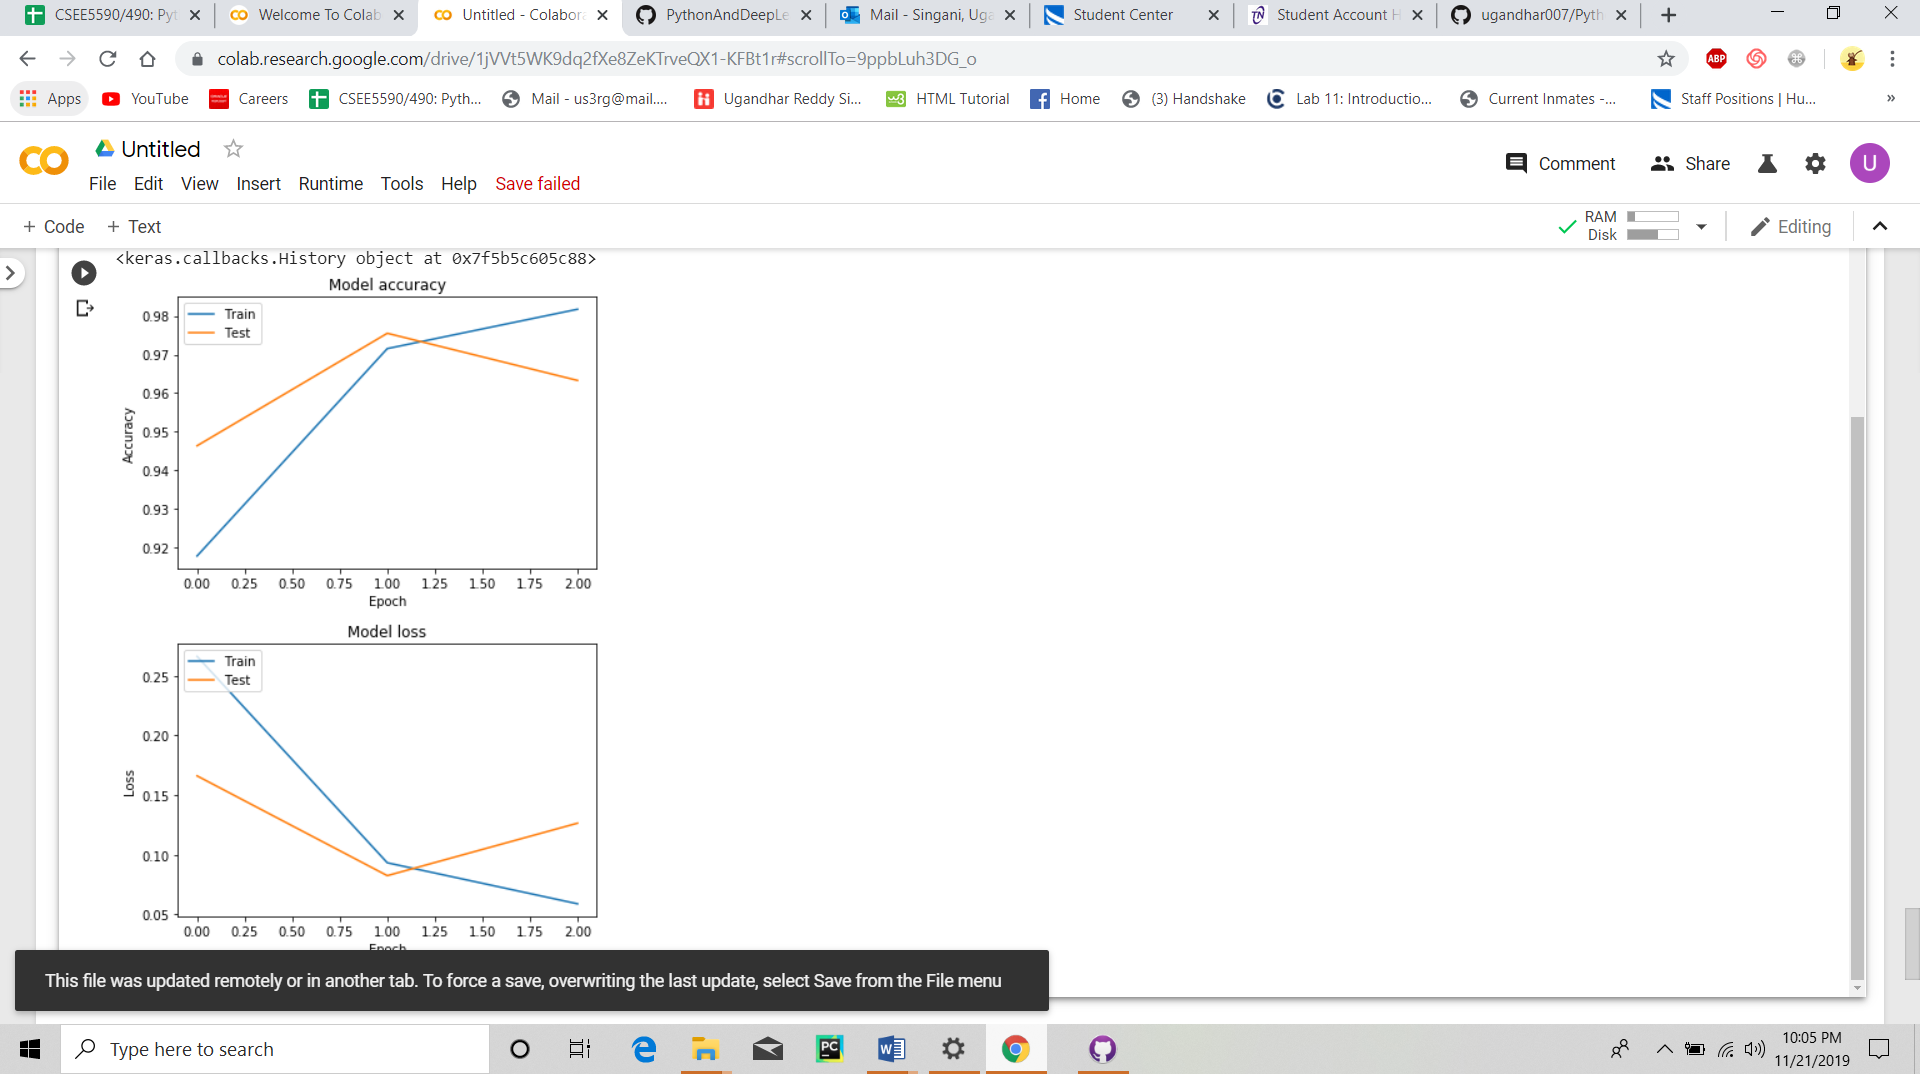 CSEE5590/490: Pyt
Welcome To Colab
Untitled - Colabora
PythonAndDeepLe
Mail - Singani, Uga
Student Center
Student Account H
ugandhar007/Pyth
colab.research.google.com/drive/1jVVt5WK9dq2fXe8ZeKTrveQX1-KFBt1r#scrollTo=9ppbLuh3DG_o
ABP
Apps
YouTube
Careers
CSEE5590/490: Pyth...
Mail - us3rg@mail....
Ugandhar Reddy Si...
HTML Tutorial
Home
(3) Handshake
Lab 11: Introductio...
Current Inmates -...
Staff Positions | Hu...
»
Untitled
Comment
Share
U
File Edit View Insert Runtime Tools Help Save failed
+ Code + Text
RAM
Disk
Editing
<keras.callbacks.History object at 0x7f5b5c605c88>
Model accuracy
Train
Test
0.98
0.97
0.96
0.95
0.94
0.93
0.92
Accuracy
0.00 0.25 0.50 0.75 1.00 1.25 1.50 1.75 2.00
Epoch
Model loss
Train
Test
0.25
0.20
0.15
0.10
0.05
Loss
0.00 0.25 0.50 0.75 1.00 1.25 1.50 1.75 2.00
Epoch
This file was updated remotely or in another tab. To force a save, overwriting the last update, select Save from the File menu
Type here to search
PC
W
10:05 PM
11/21/2019